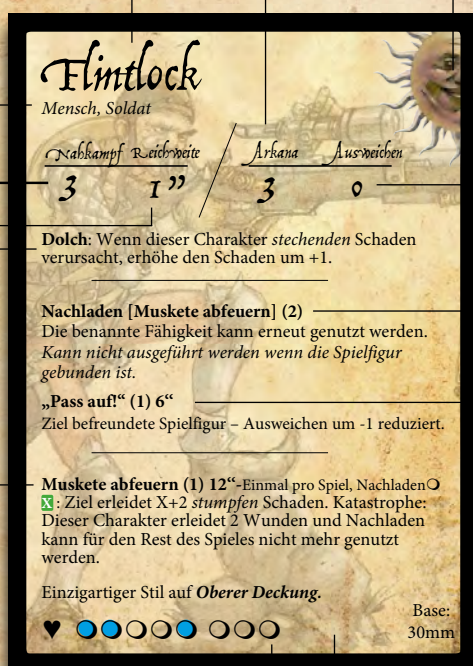 Flintlock
Mensch, Soldat
Nahkampf Reichweite Arkana Ausweichen
3 1” 3 0
Dolch: Wenn dieser Charakter stechenden Schaden
verursacht, erhöhe den Schaden um +1.
Nachladen [Muskete abfeuern] (2)
Die benannte Fähigkeit kann erneut genutzt werden.
Kann nicht ausgeführt werden wenn die Spielfigur
gebunden ist.
„Pass auf!“ (1) 6“
Ziel befreundete Spielfigur – Ausweichen um -1 reduziert.
Muskete abfeuern (1) 12“-Einmal pro Spiel, Nachladen
X : Ziel erleidet X+2 stumpfen Schaden. Katastrophe:
Dieser Charakter erleidet 2 Wunden und Nachladen
kann für den Rest des Spieles nicht mehr genutzt
werden.
Einzigartiger Stil auf Oberer Deckung.
Base:
30mm